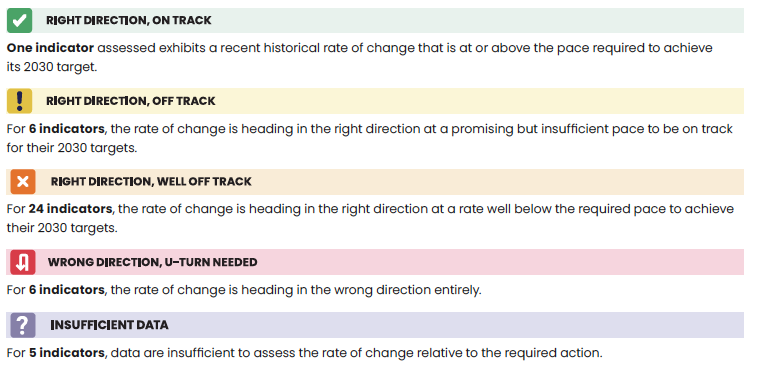 RIGHT DIRECTION, ON TRACK
One indicator assessed exhibits a recent historical rate of change that is at or above the pace required to achieve
its 2030 target.
RIGHT DIRECTION, OFF TRACK
For 6 indicators, the rate of change is heading in the right direction at a promising but insufficient pace to be on track
for their 2030 targets.
RIGHT DIRECTION, WELL OFF TRACK
For 24 indicators, the rate of change is heading in the right direction at a rate well below the required pace to achieve
their 2030 targets.
WRONG DIRECTION, U-TURN NEEDED
For 6 indicators, the rate of change is heading in the wrong direction entirely.
INSUFFICIENT DATA
For 5 indicators, data are insufficient to assess the rate of change relative to the required action.